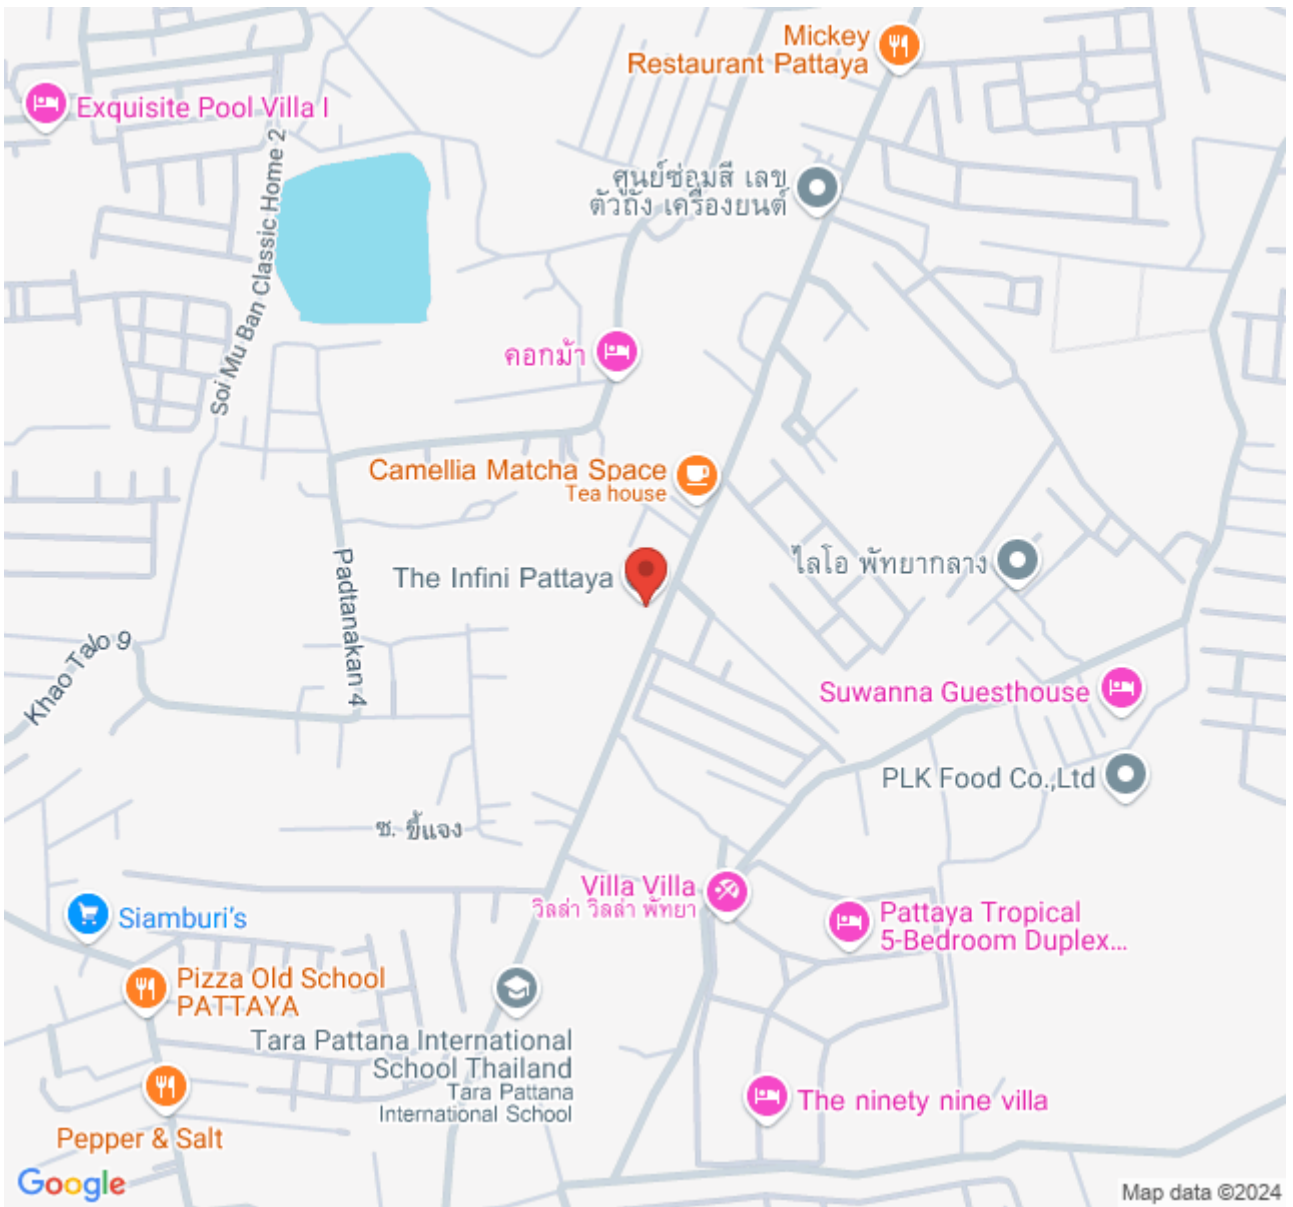 Mickey
Restaurant Pattaya
Exquisite Pool Villa I
Soi Mu Ban Classic Home 2
ศูนย์ซ่อมสี เลข
ตัวถัง เครื่องยนต์
คอกม้า
Camellia Matcha Space
Tea house
The Infini Pattaya
ไลโอ พัทยากลาง
Padtanakan 4
Khao Talo 9
Suwanna Guesthouse
PLK Food Co.,Ltd
ซ. ขี้แจง
Villa Villa
วิลล่า วิลล่า พัทยา
Siamburi's
Pattaya Tropical
5-Bedroom Duplex...
Pizza Old School
PATTAYA
Tara Pattana International
School Thailand
Tara Pattana
International School
The ninety nine villa
Pepper & Salt
Google
Map data ©2024